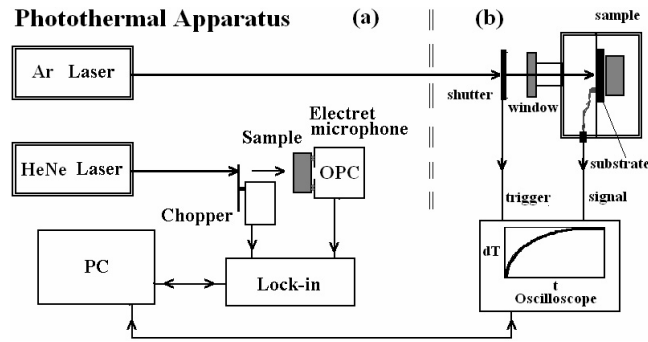 Photothermal Apparatus (a) (b)
sample
Ar Laser
shutter
window
Electret
microphone
Sample
HeNe Laser
OPC
substrate
Chopper
trigger
signal
PC
Lock-in
dT
t
Oscilloscope